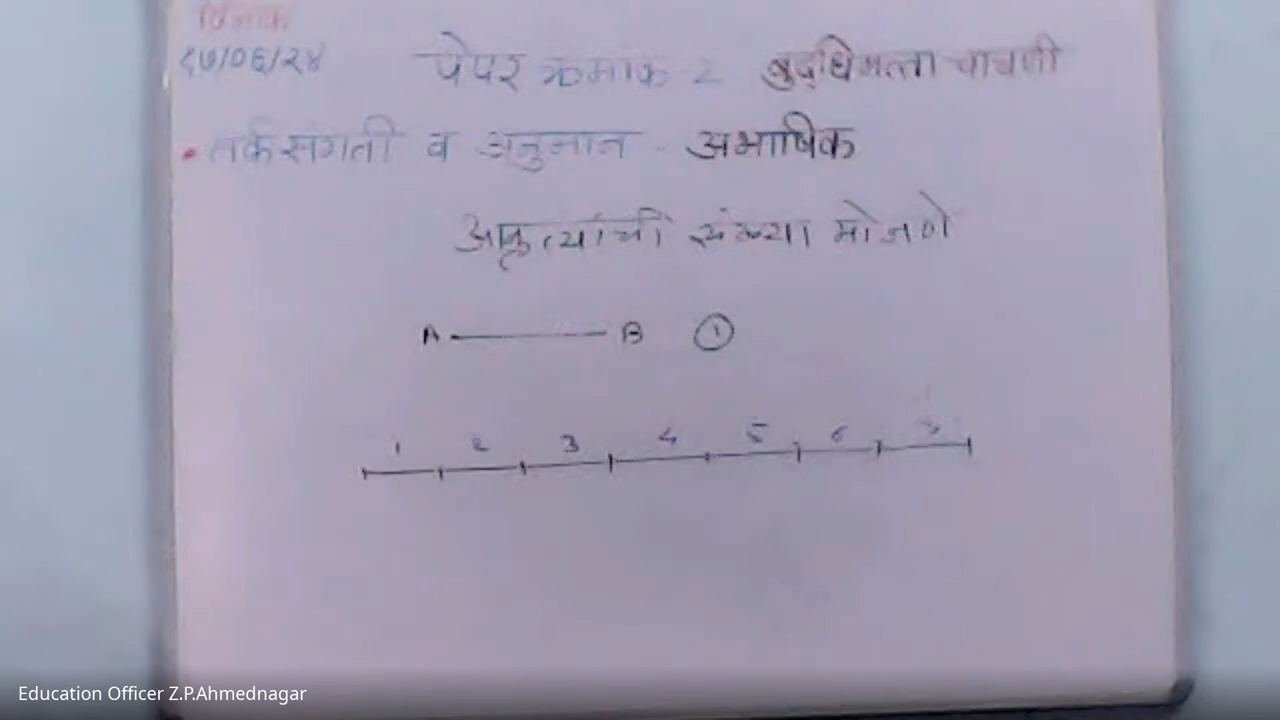 दिनांक
१७/०६/२४
पेपर क्रमांक-2 बुद्धिमत्ता चाचणी
• तर्कसंगती व अनुमान - अभाषिक
आकृत्यांची संख्या मोजणे
A B ①
1 2 3 4 5 6 7
Education Officer Z.P.Ahmednagar